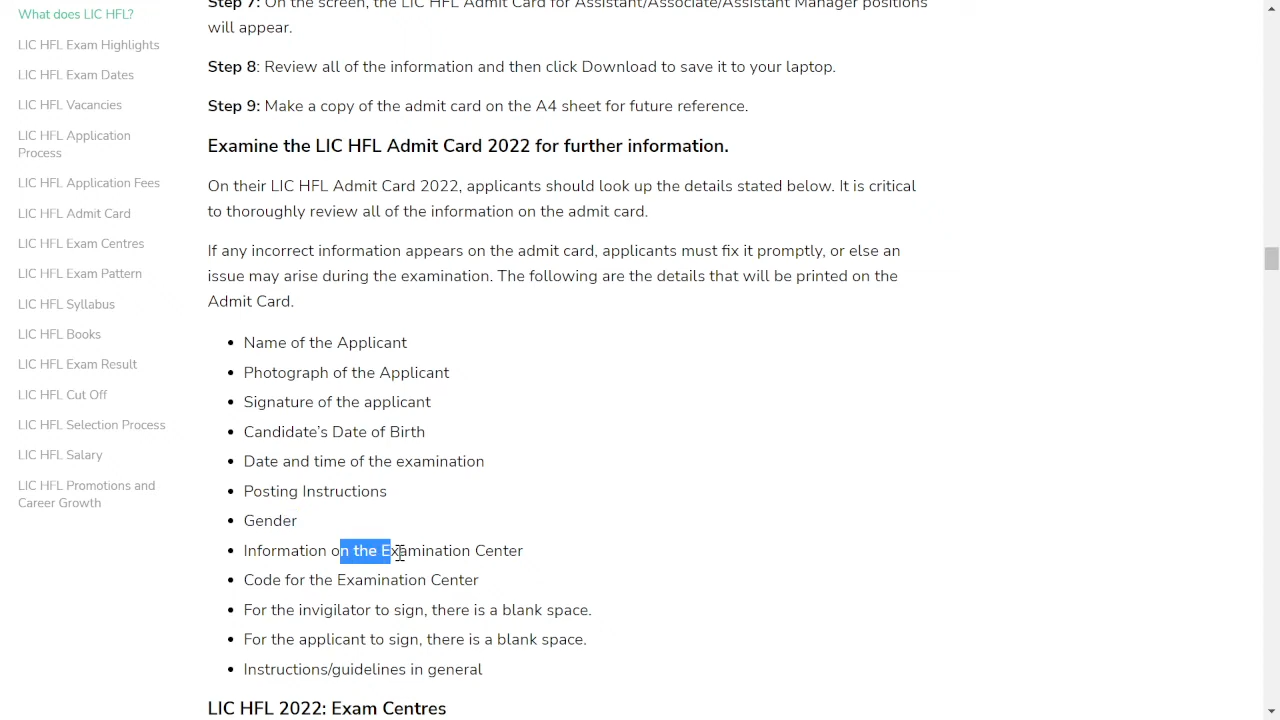 What does LIC HFL?
LIC HFL Exam Highlights
LIC HFL Exam Dates
LIC HFL Vacancies
LIC HFL Application
Process
LIC HFL Application Fees
LIC HFL Admit Card
LIC HFL Exam Centres
LIC HFL Exam Pattern
LIC HFL Syllabus
LIC HFL Books
LIC HFL Exam Result
LIC HFL Cut Off
LIC HFL Selection Process
LIC HFL Salary
LIC HFL Promotions and
Career Growth
Step 7: On the screen, the LIC HFL Admit Card for Assistant/Associate/Assistant Manager positions
will appear.
Step 8: Review all of the information and then click Download to save it to your laptop.
Step 9: Make a copy of the admit card on the A4 sheet for future reference.
Examine the LIC HFL Admit Card 2022 for further information.
On their LIC HFL Admit Card 2022, applicants should look up the details stated below. It is critical
to thoroughly review all of the information on the admit card.
If any incorrect information appears on the admit card, applicants must fix it promptly, or else an
issue may arise during the examination. The following are the details that will be printed on the
Admit Card.
• Name of the Applicant
• Photograph of the Applicant
• Signature of the applicant
• Candidate's Date of Birth
• Date and time of the examination
• Posting Instructions
• Gender
• Information on the Examination Center
• Code for the Examination Center
• For the invigilator to sign, there is a blank space.
• For the applicant to sign, there is a blank space.
• Instructions/guidelines in general
LIC HFL 2022: Exam Centres